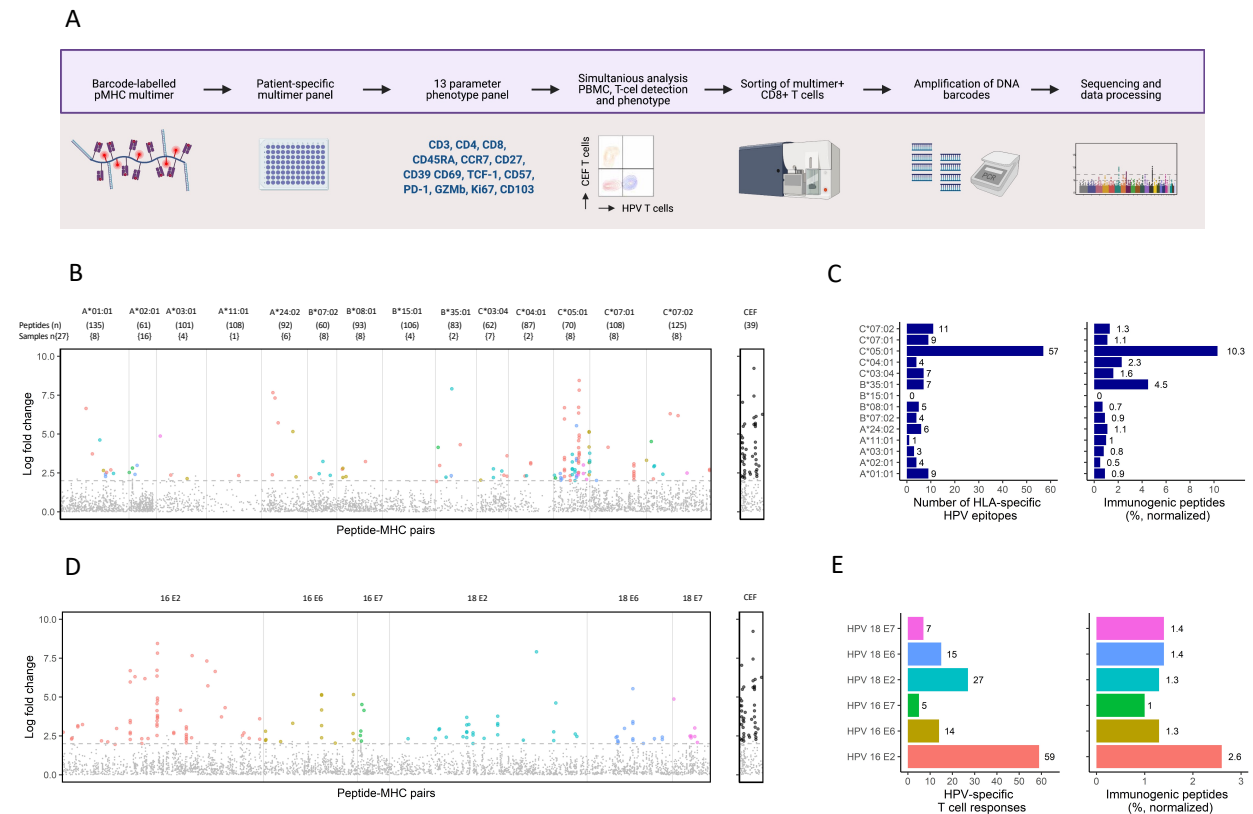 A
Barcode-labelled
pMHC multimer
Patient-specific
multimer panel
13 parameter
phenotype panel
Simultanious analysis
PBMC, T-cel detection
and phenotype
Sorting of multimer+
CD8+ T cells
Amplification of DNA
barcodes
Sequencing and
data processing
CD3, CD4, CD8,
CD45RA, CCR7, CD27,
CD39 CD69, TCF-1, CD57,
PD-1, GZMb, Ki67, CD103
CEF T cells
HPV T cells
PCR
B
A*01:01 A*02:01 A*03:01 A*11:01 A*24:02 B*07:02 B*08:01 B*15:01 B*35:01 C*03:04 C*04:01 C*05:01 C*07:01 C*07:02 CEF
Peptides (n) (135) (61) (101) (108) (92) (60) (93) (106) (83) (62) (87) (70) (108) (125) (39)
Samples n{27} {8} {16} {4} {1} {6} {8} {8} {4} {2} {7} {2} {8} {8} {8}
10.0
7.5
5.0
2.5
0.0
Log fold change
Peptide-MHC pairs
C
C*07:02 11 1.3
C*07:01 9 1.1
C*05:01 57 10.3
C*04:01 4 2.3
C*03:04 7 1.6
B*35:01 7 4.5
B*15:01 0 0
B*08:01 5 0.7
B*07:02 4 0.9
A*24:02 6 1.1
A*11:01 1 1
A*03:01 3 0.8
A*02:01 4 0.5
A*01:01 9 0.9
0 10 20 30 40 50 60 0 2 4 6 8 10
Number of HLA-specific
HPV epitopes
Immunogenic peptides
(%, normalized)
D
16 E2 16 E6 16 E7 18 E2 18 E6 18 E7 CEF
10.0
7.5
5.0
2.5
0.0
Log fold change
Peptide-MHC pairs
E
HPV 18 E7 7 1.4
HPV 18 E6 15 1.4
HPV 18 E2 27 1.3
HPV 16 E7 5 1
HPV 16 E6 14 1.3
HPV 16 E2 59 2.6
0 10 20 30 40 50 60 0 1 2 3
HPV-specific
T cell responses
Immunogenic peptides
(%, normalized)